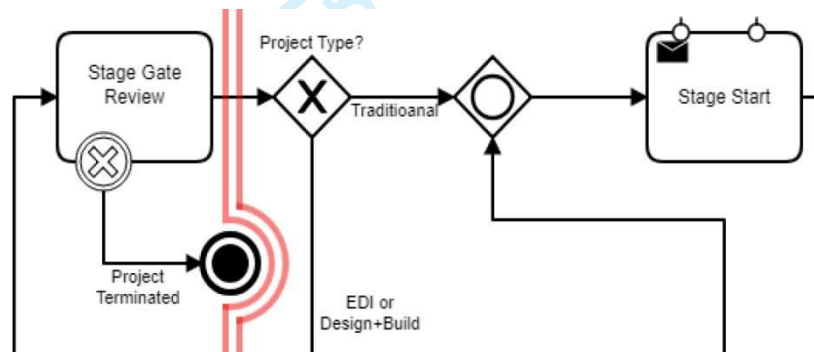 Project Type?
Stage Gate
Review
Traditioanal
Stage Start
Project
Terminated
EDI or
Design+Build